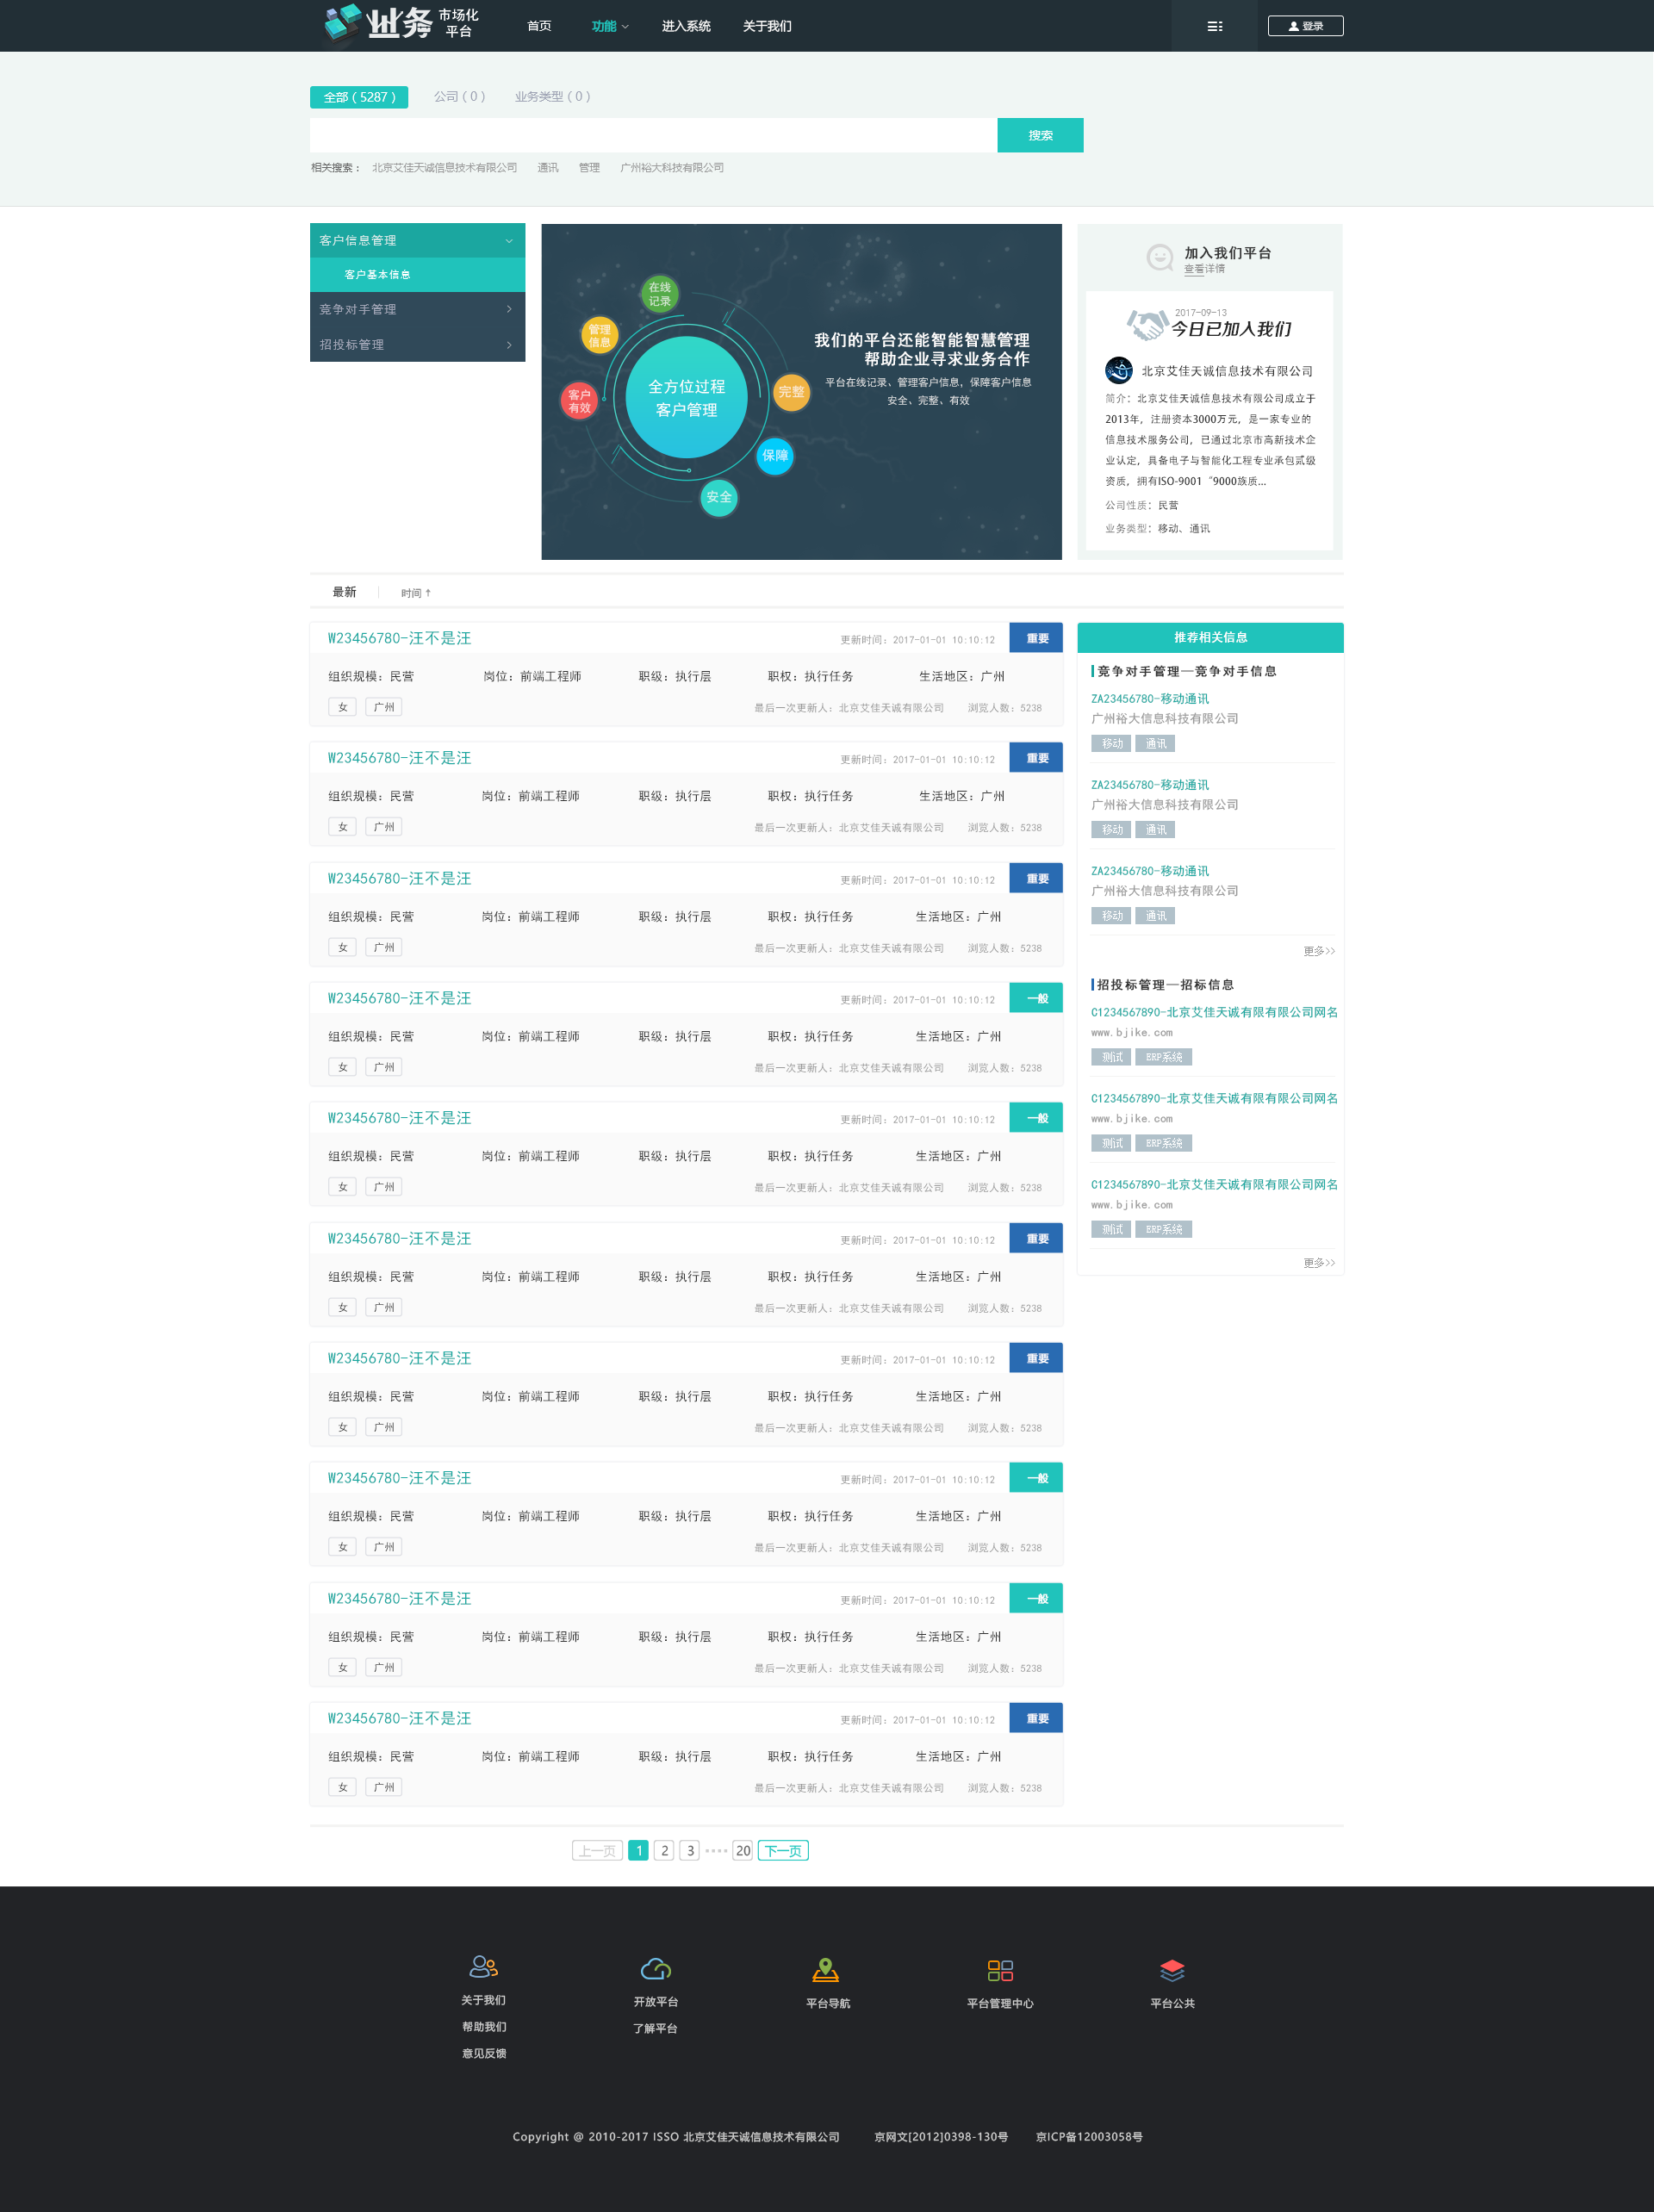 业务 市场化
平台
首页 功能 进入系统 关于我们 登录
全部（5287） 公司（0） 业务类型（0）
搜索
相关搜索： 北京艾佳天诚信息技术有限公司 通讯 管理 广州裕大科技有限公司
客户信息管理
客户基本信息
竞争对手管理
招投标管理
在线
记录
管理
信息
客户
有效
全方位过程
客户管理
完整
保障
安全
我们的平台还能智能智慧管理
帮助企业寻求业务合作
平台在线记录、管理客户信息，保障客户信息
安全、完整、有效
加入我们平台
查看详情
2017-09-13
今日已加入我们
北京艾佳天诚信息技术有限公司
简介：北京艾佳天诚信息技术有限公司成立于
2013年，注册资本3000万元，是一家专业的
信息技术服务公司，已通过北京市高新技术企
业认定，具备电子与智能化工程专业承包贰级
资质，拥有ISO-9001“9000族质...
公司性质：民营
业务类型：移动、通讯
最新 时间↑
W23456780-汪不是汪 更新时间：2017-01-01 10:10:12 重要
组织规模：民营 岗位：前端工程师 职级：执行层 职权：执行任务 生活地区：广州
女 广州 最后一次更新人：北京艾佳天诚有限公司 浏览人数：5238
W23456780-汪不是汪 更新时间：2017-01-01 10:10:12 重要
组织规模：民营 岗位：前端工程师 职级：执行层 职权：执行任务 生活地区：广州
女 广州 最后一次更新人：北京艾佳天诚有限公司 浏览人数：5238
W23456780-汪不是汪 更新时间：2017-01-01 10:10:12 重要
组织规模：民营 岗位：前端工程师 职级：执行层 职权：执行任务 生活地区：广州
女 广州 最后一次更新人：北京艾佳天诚有限公司 浏览人数：5238
W23456780-汪不是汪 更新时间：2017-01-01 10:10:12 一般
组织规模：民营 岗位：前端工程师 职级：执行层 职权：执行任务 生活地区：广州
女 广州 最后一次更新人：北京艾佳天诚有限公司 浏览人数：5238
W23456780-汪不是汪 更新时间：2017-01-01 10:10:12 一般
组织规模：民营 岗位：前端工程师 职级：执行层 职权：执行任务 生活地区：广州
女 广州 最后一次更新人：北京艾佳天诚有限公司 浏览人数：5238
W23456780-汪不是汪 更新时间：2017-01-01 10:10:12 重要
组织规模：民营 岗位：前端工程师 职级：执行层 职权：执行任务 生活地区：广州
女 广州 最后一次更新人：北京艾佳天诚有限公司 浏览人数：5238
W23456780-汪不是汪 更新时间：2017-01-01 10:10:12 重要
组织规模：民营 岗位：前端工程师 职级：执行层 职权：执行任务 生活地区：广州
女 广州 最后一次更新人：北京艾佳天诚有限公司 浏览人数：5238
W23456780-汪不是汪 更新时间：2017-01-01 10:10:12 一般
组织规模：民营 岗位：前端工程师 职级：执行层 职权：执行任务 生活地区：广州
女 广州 最后一次更新人：北京艾佳天诚有限公司 浏览人数：5238
W23456780-汪不是汪 更新时间：2017-01-01 10:10:12 一般
组织规模：民营 岗位：前端工程师 职级：执行层 职权：执行任务 生活地区：广州
女 广州 最后一次更新人：北京艾佳天诚有限公司 浏览人数：5238
W23456780-汪不是汪 更新时间：2017-01-01 10:10:12 重要
组织规模：民营 岗位：前端工程师 职级：执行层 职权：执行任务 生活地区：广州
女 广州 最后一次更新人：北京艾佳天诚有限公司 浏览人数：5238
推荐相关信息
竞争对手管理—竞争对手信息
ZA23456780-移动通讯
广州裕大信息科技有限公司
移动 通讯
ZA23456780-移动通讯
广州裕大信息科技有限公司
移动 通讯
ZA23456780-移动通讯
广州裕大信息科技有限公司
移动 通讯
更多>>
招投标管理—招标信息
C1234567890-北京艾佳天诚有限有限公司网名
www.bjike.com
测试 ERP系统
C1234567890-北京艾佳天诚有限有限公司网名
www.bjike.com
测试 ERP系统
C1234567890-北京艾佳天诚有限有限公司网名
www.bjike.com
测试 ERP系统
更多>>
上一页 1 2 3 •••• 20 下一页
关于我们 开放平台 平台导航 平台管理中心 平台公共
帮助我们 了解平台
意见反馈
Copyright @ 2010-2017 ISSO 北京艾佳天诚信息技术有限公司 京网文[2012]0398-130号 京ICP备12003058号